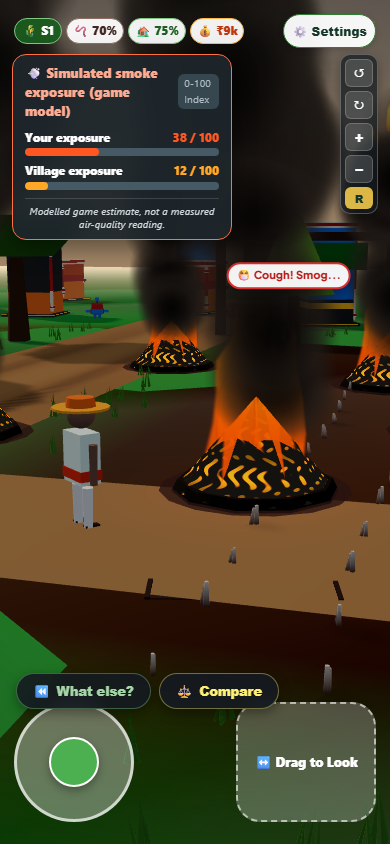 S1
70%
75%
₹9k
Settings
Simulated smoke
exposure (game
model)
0-100
Index
Your exposure
38 / 100
Village exposure
12 / 100
Modelled game estimate, not a measured
air-quality reading.
↺
↻
+
−
R
Cough! Smog...
What else?
Compare
Drag to Look